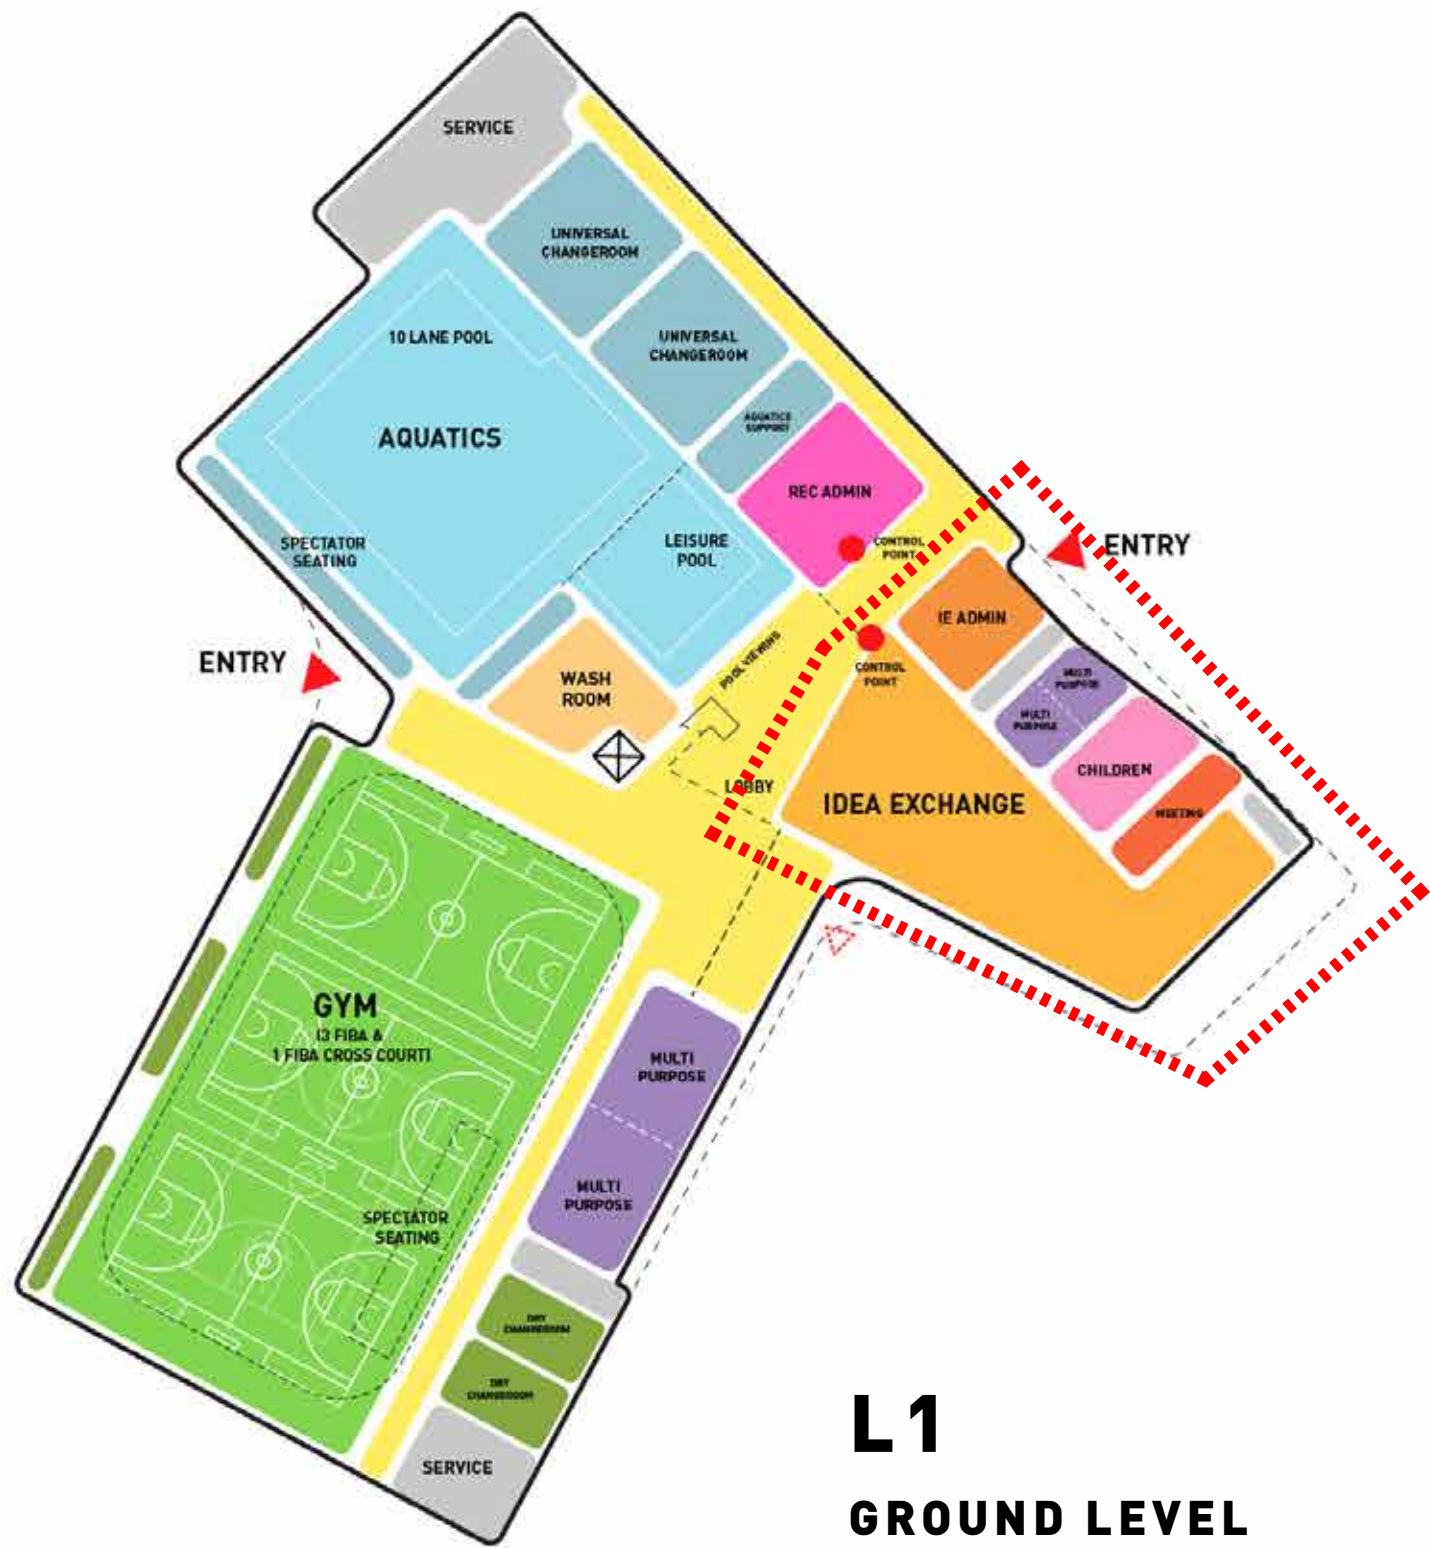 SERVICE
UNIVERSAL
CHANGEROOM
10 LANE POOL
UNIVERSAL
CHANGEROOM
AQUATICS
AQUATICS
SUPPORT
REC ADMIN
SPECTATOR
SEATING
LEISURE
POOL
CONTROL
POINT
ENTRY
IE ADMIN
ENTRY
WASH
ROOM
POOL VIEWING
CONTROL
POINT
MULTI
PURPOSE
MULTI
PURPOSE
LOBBY
IDEA EXCHANGE
CHILDREN
MEETING
GYM
(3 FIBA &
1 FIBA CROSS COURT)
MULTI
PURPOSE
MULTI
PURPOSE
SPECTATOR
SEATING
DRY
CHANGEROOM
DRY
CHANGEROOM
SERVICE
L1
GROUND LEVEL